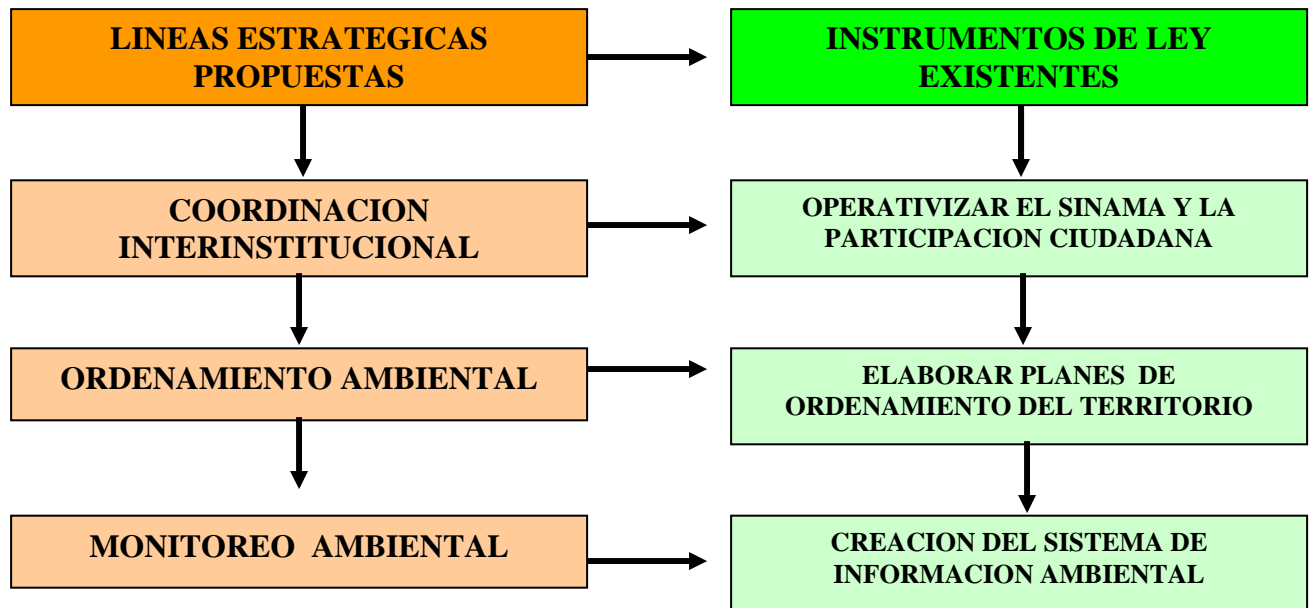 LINEAS ESTRATEGICAS
PROPUESTAS
INSTRUMENTOS DE LEY
EXISTENTES
COORDINACION
INTERINSTITUCIONAL
OPERATIVIZAR EL SINAMA Y LA
PARTICIPACION CIUDADANA
ORDENAMIENTO AMBIENTAL
ELABORAR PLANES DE
ORDENAMIENTO DEL TERRITORIO
MONITOREO AMBIENTAL
CREACION DEL SISTEMA DE
INFORMACION AMBIENTAL